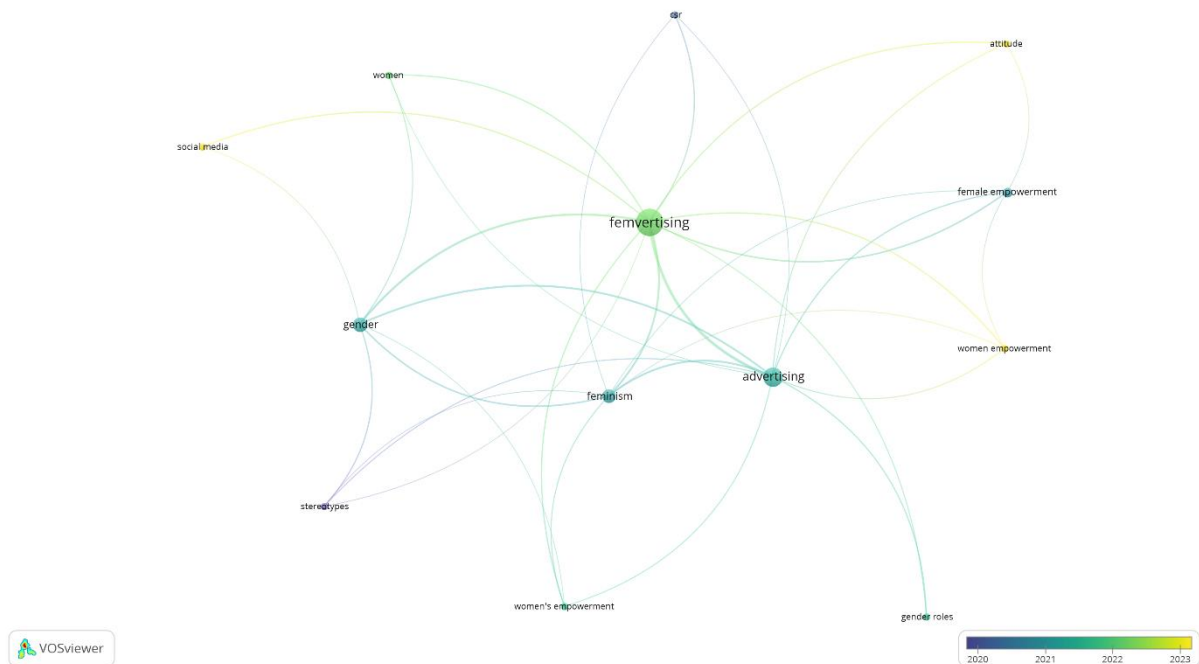 csr
attitude
women
social media
female empowerment
femvertising
gender
women empowerment
advertising
feminism
stereotypes
women's empowerment
gender roles
VOSviewer
2020 2021 2022 2023